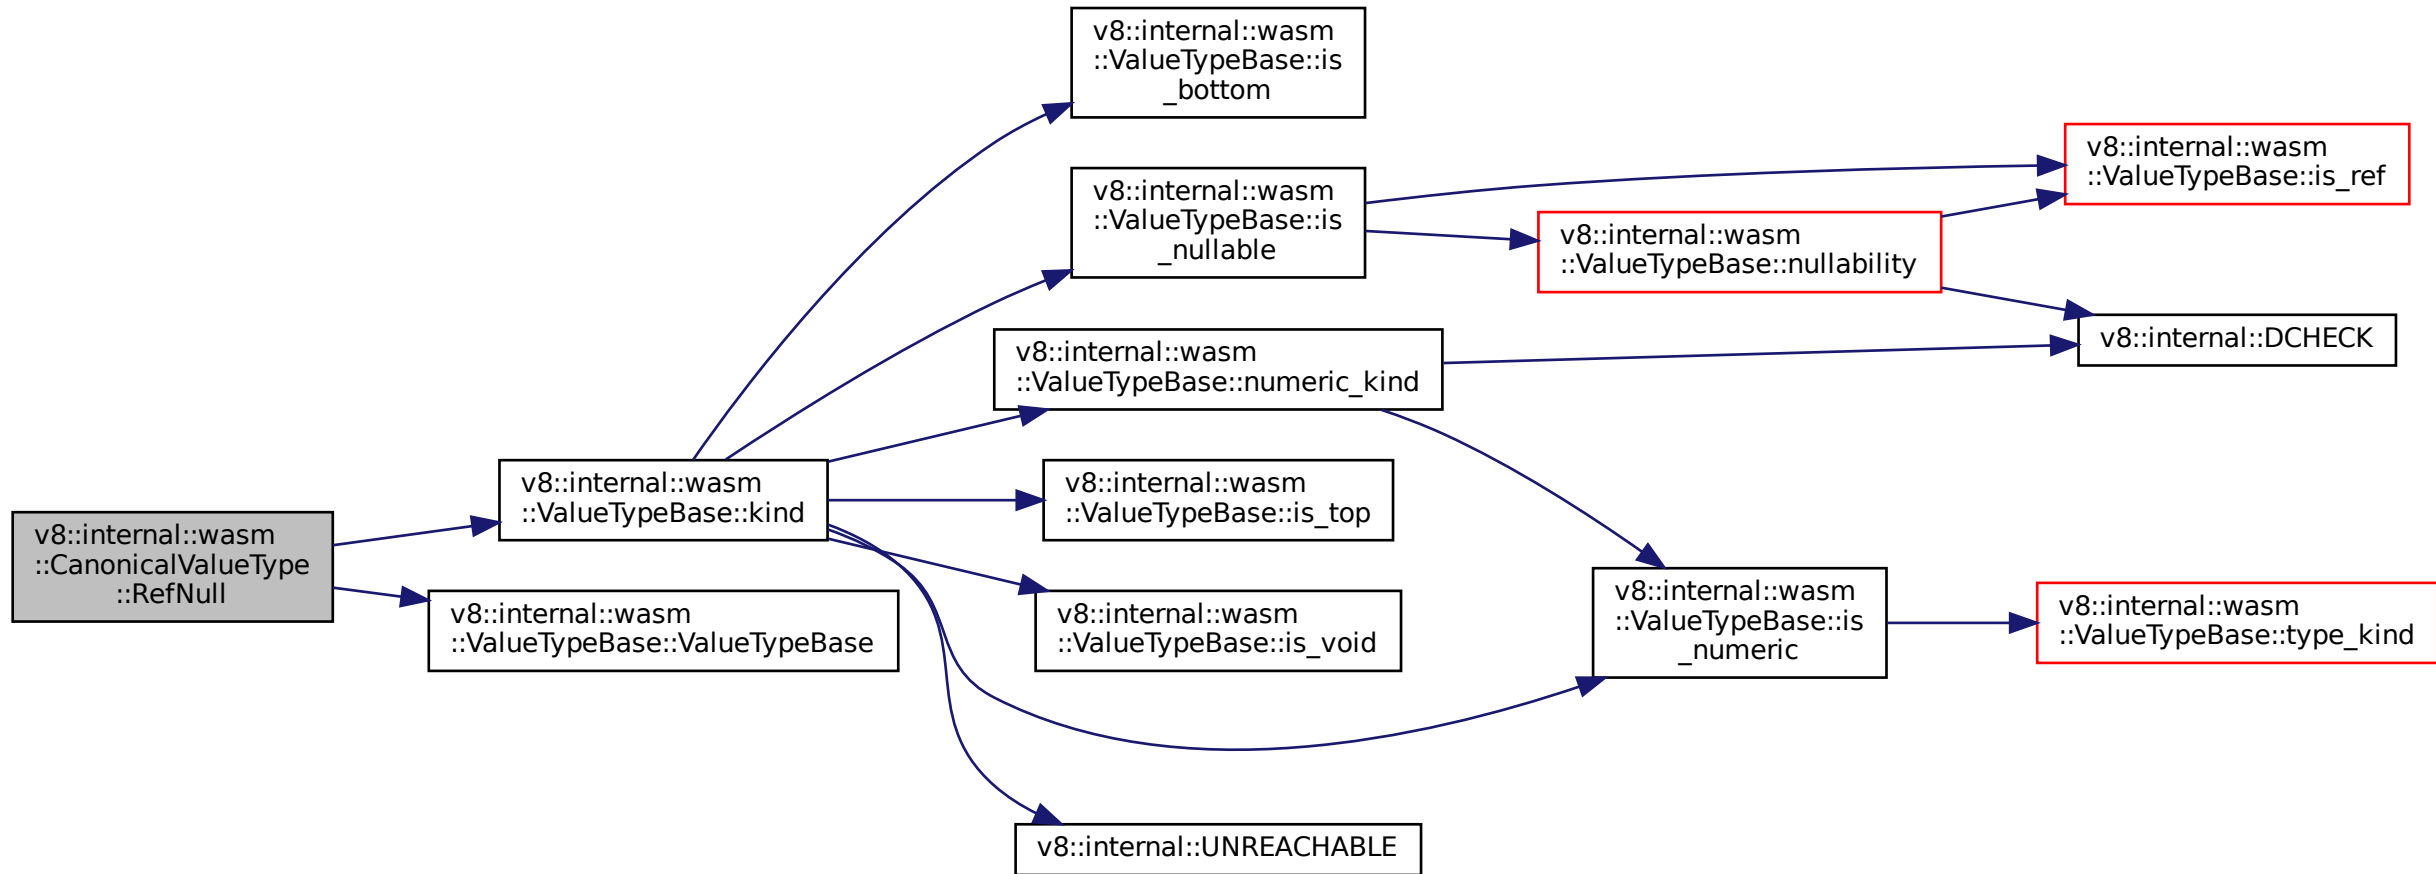 v8::internal::wasm
::CanonicalValueType
::RefNull
v8::internal::wasm
::ValueTypeBase::kind
v8::internal::wasm
::ValueTypeBase::ValueTypeBase
v8::internal::wasm
::ValueTypeBase::is
_bottom
v8::internal::wasm
::ValueTypeBase::is
_nullable
v8::internal::wasm
::ValueTypeBase::numeric_kind
v8::internal::wasm
::ValueTypeBase::is_top
v8::internal::wasm
::ValueTypeBase::is_void
v8::internal::UNREACHABLE
v8::internal::wasm
::ValueTypeBase::nullability
v8::internal::wasm
::ValueTypeBase::is
_numeric
v8::internal::wasm
::ValueTypeBase::is_ref
v8::internal::DCHECK
v8::internal::wasm
::ValueTypeBase::type_kind